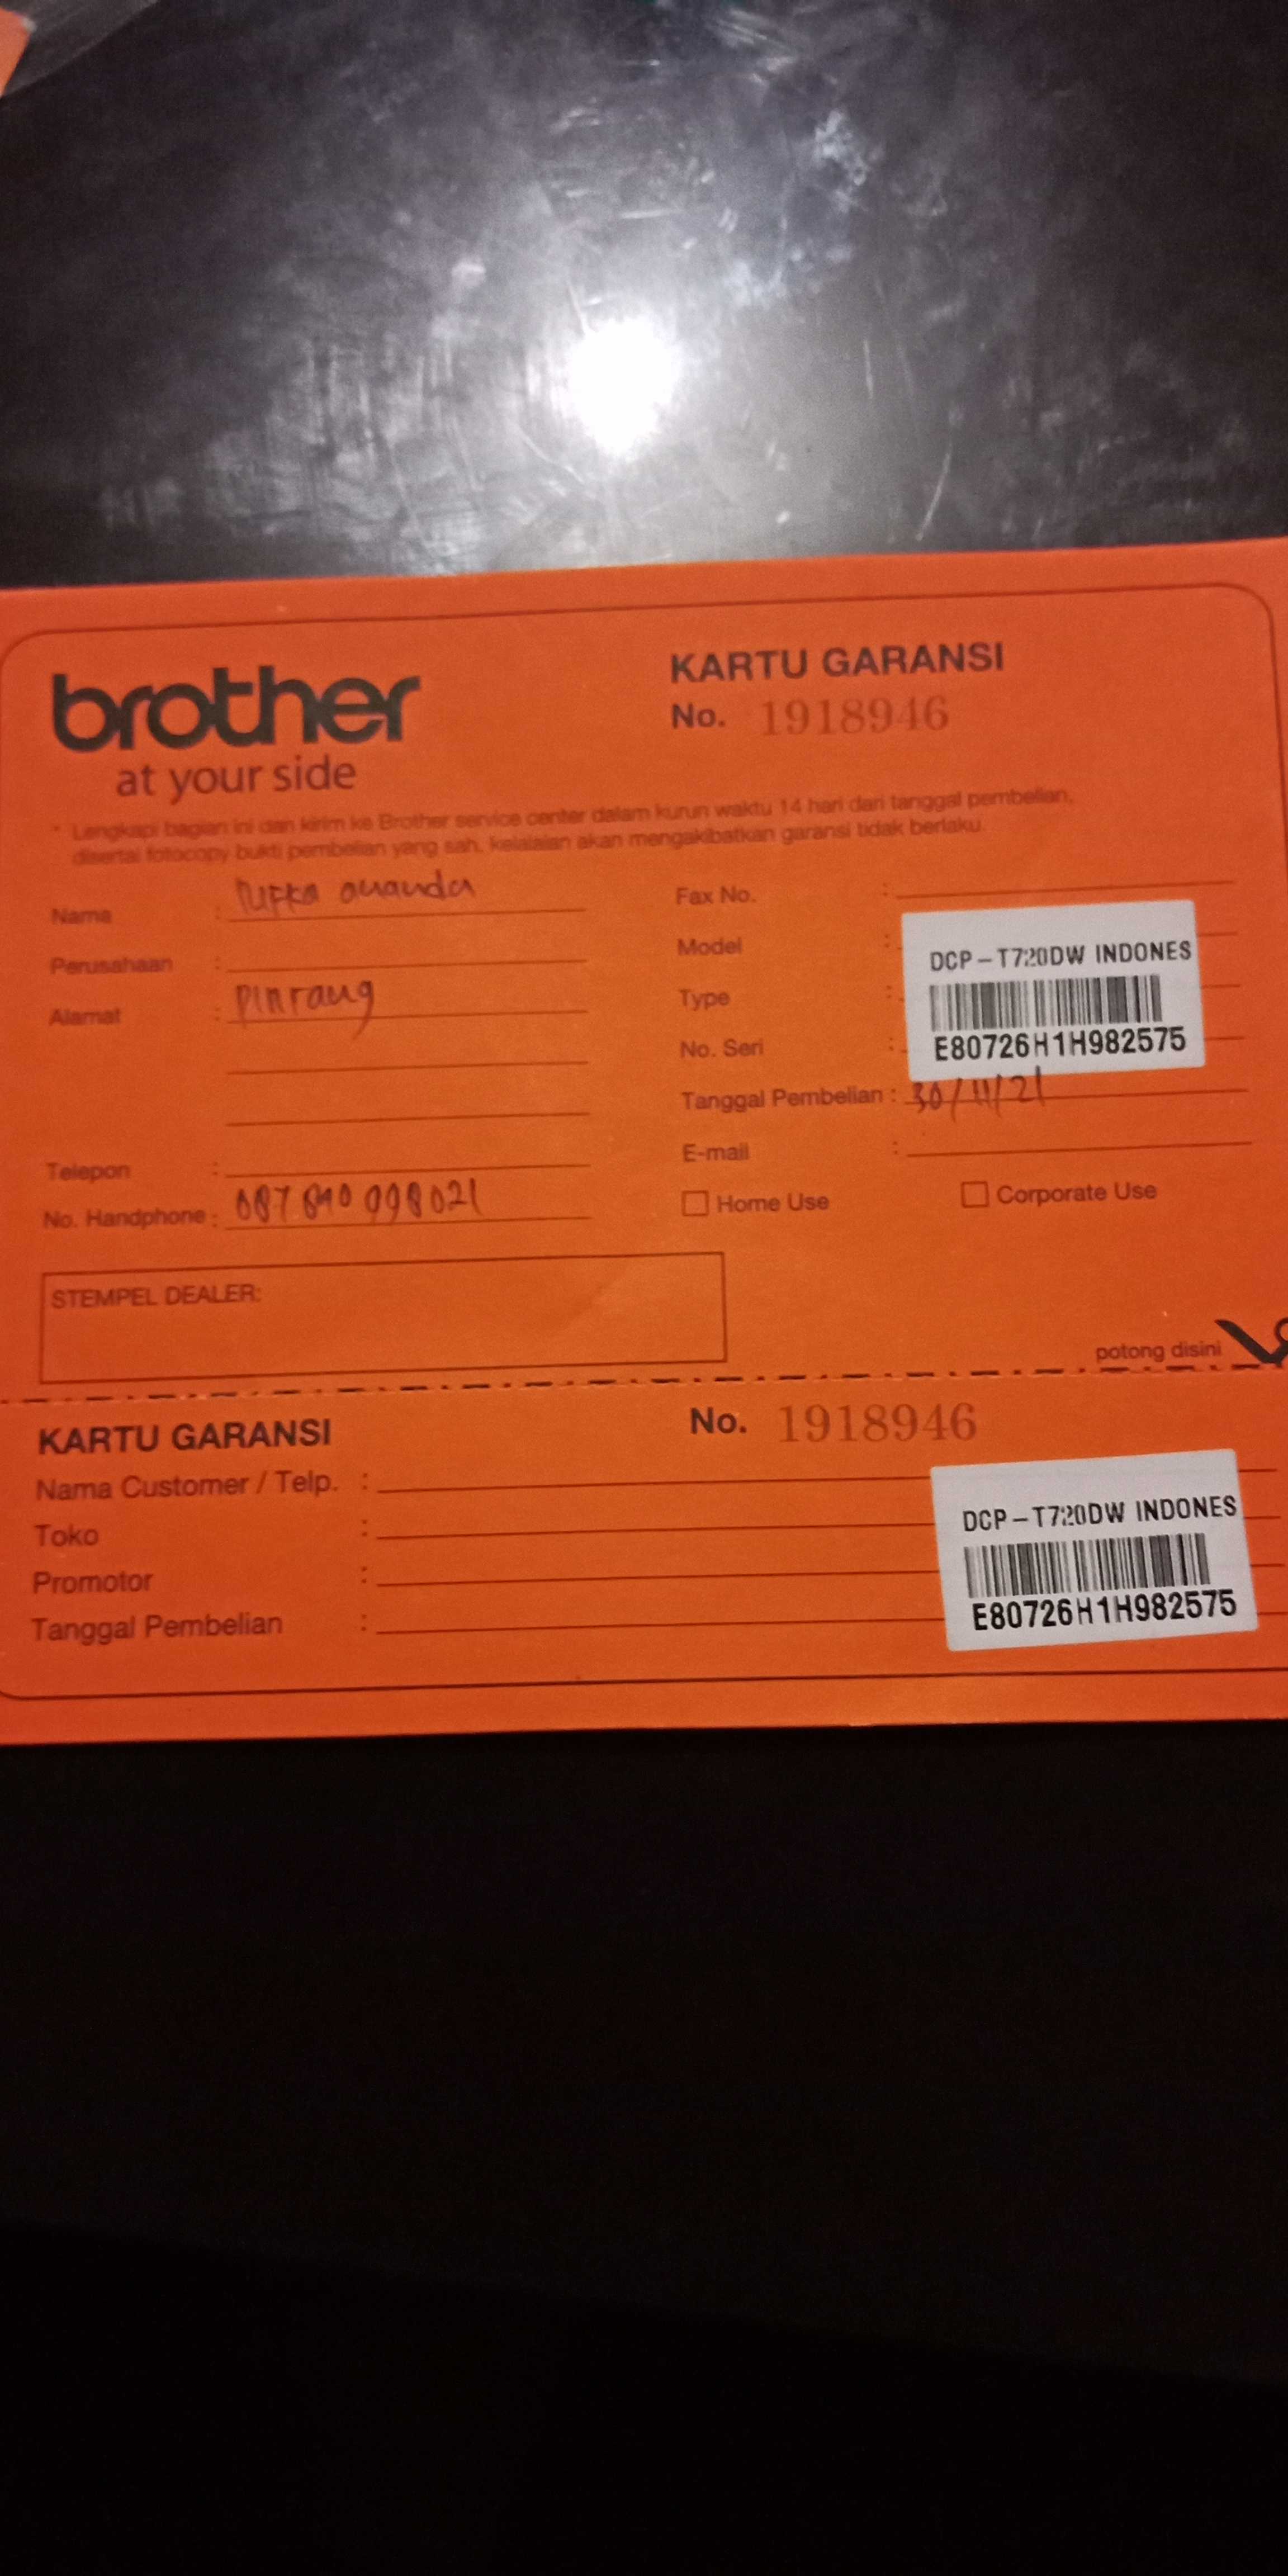 brother
at your side
KARTU GARANSI
No. 1918946
* Lengkapi bagian ini dan kirim ke Brother service center dalam kurun waktu 14 hari dari tanggal pembelian,
disertai fotocopy bukti pembelian yang sah, kelalaian akan mengakibatkan garansi tidak berlaku.
Nama : ananda
Perusahaan :
Alamat : Pinrang
Telepon :
No. Handphone :
Fax No. :
Model :
Type :
No. Seri :
DCP-T720DW INDONES
E80726H1H982575
Tanggal Pembelian : 30/11/21
E-mail :
Home Use
Corporate Use
STEMPEL DEALER:
potong disini
KARTU GARANSI
No. 1918946
Nama Customer / Telp. :
Toko :
Promotor :
Tanggal Pembelian :
DCP-T720DW INDONES
E80726H1H982575